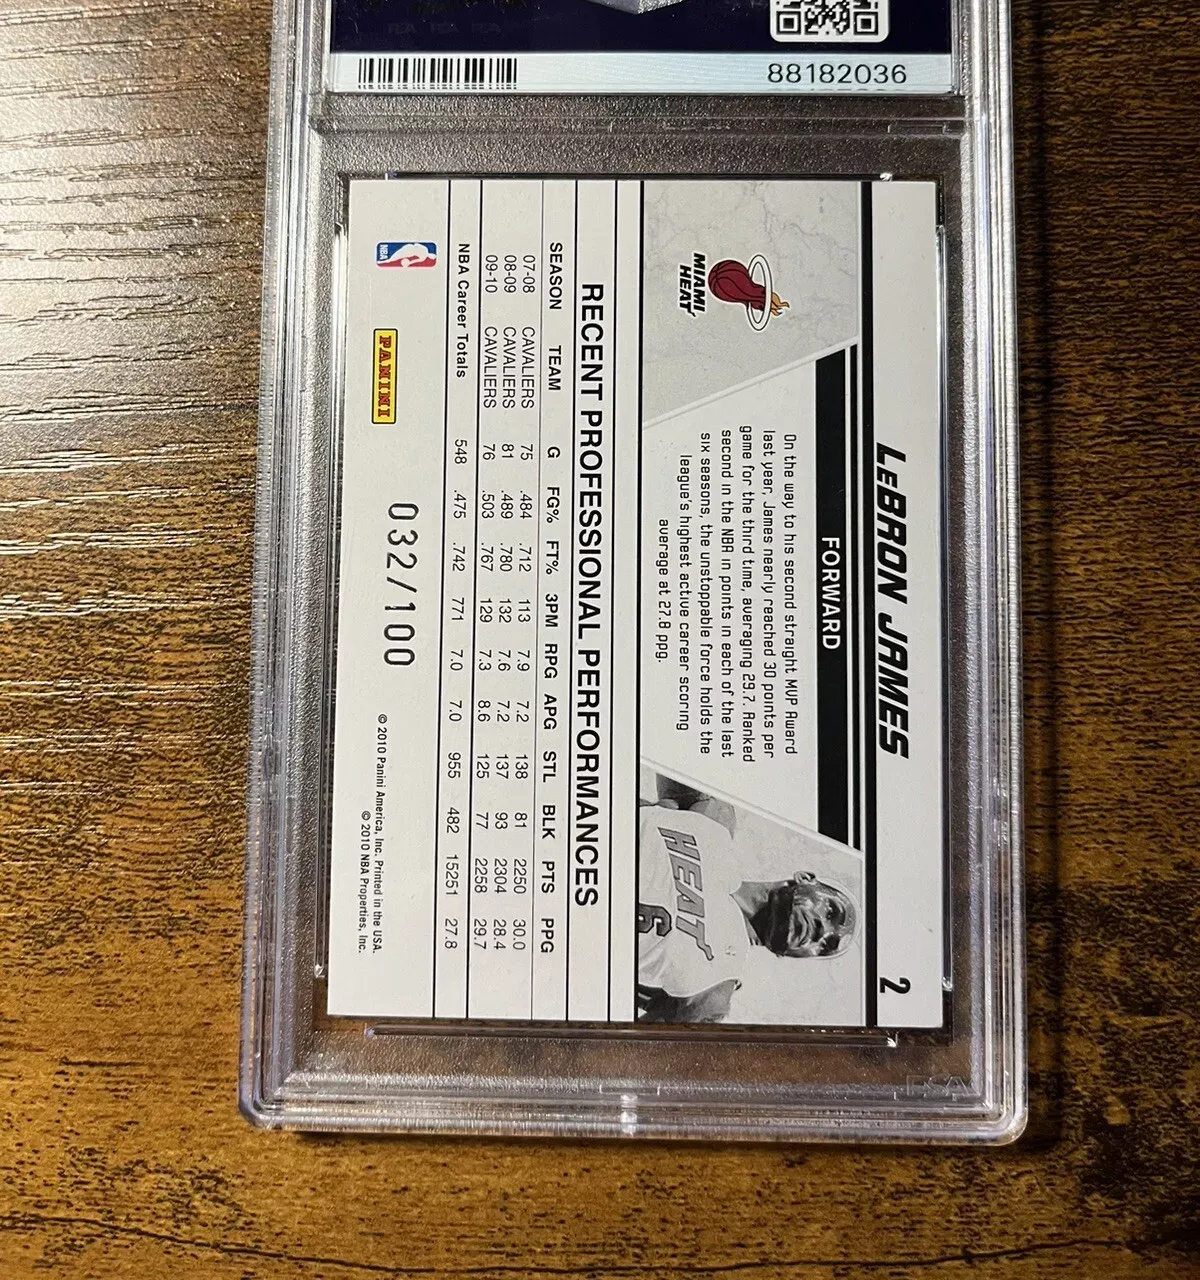 88182036
LEBRON JAMES
2
FORWARD
MIAMI
HEAT
On the way to his second straight MVP Award
last year, James nearly reached 30 points per
game for the third time, averaging 29.7. Ranked
second in the NBA in points in each of the last
six seasons, the unstoppable force holds the
league's highest active career scoring
average at 27.8 ppg.
HEAT
6
RECENT PROFESSIONAL PERFORMANCES
SEASON TEAM G FG% FT% 3PM RPG APG STL BLK PTS PPG
07-08 CAVALIERS 75 .484 .712 113 7.9 7.2 138 81 2250 30.0
08-09 CAVALIERS 81 .489 .780 132 7.6 7.2 137 93 2304 28.4
09-10 CAVALIERS 76 .503 .767 129 7.3 8.6 125 77 2258 29.7
NBA Career Totals 548 .475 .742 771 7.0 7.0 955 482 15251 27.8
NBA
PANINI
032/100
© 2010 Panini America, Inc. Printed in the USA.
© 2010 NBA Properties, Inc.
PSA